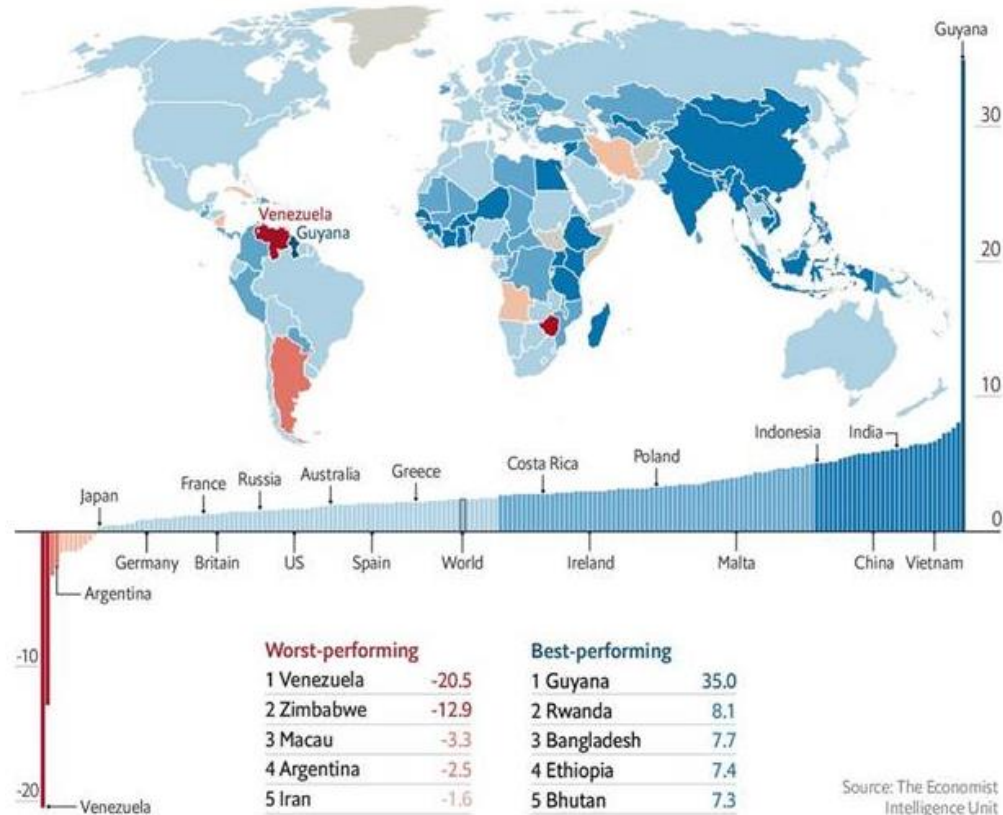 Guyana
30
Venezuela
Guyana
20
10
Indonesia
India
Poland
Costa Rica
Greece
Australia
Russia
France
Japan
0
Germany
Britain
US
Spain
World
Ireland
Malta
China
Vietnam
Argentina
-10
-20
Venezuela
Worst-performing
1 Venezuela -20.5
2 Zimbabwe -12.9
3 Macau -3.3
4 Argentina -2.5
5 Iran -1.6
Best-performing
1 Guyana 35.0
2 Rwanda 8.1
3 Bangladesh 7.7
4 Ethiopia 7.4
5 Bhutan 7.3
Source: The Economist
Intelligence Unit